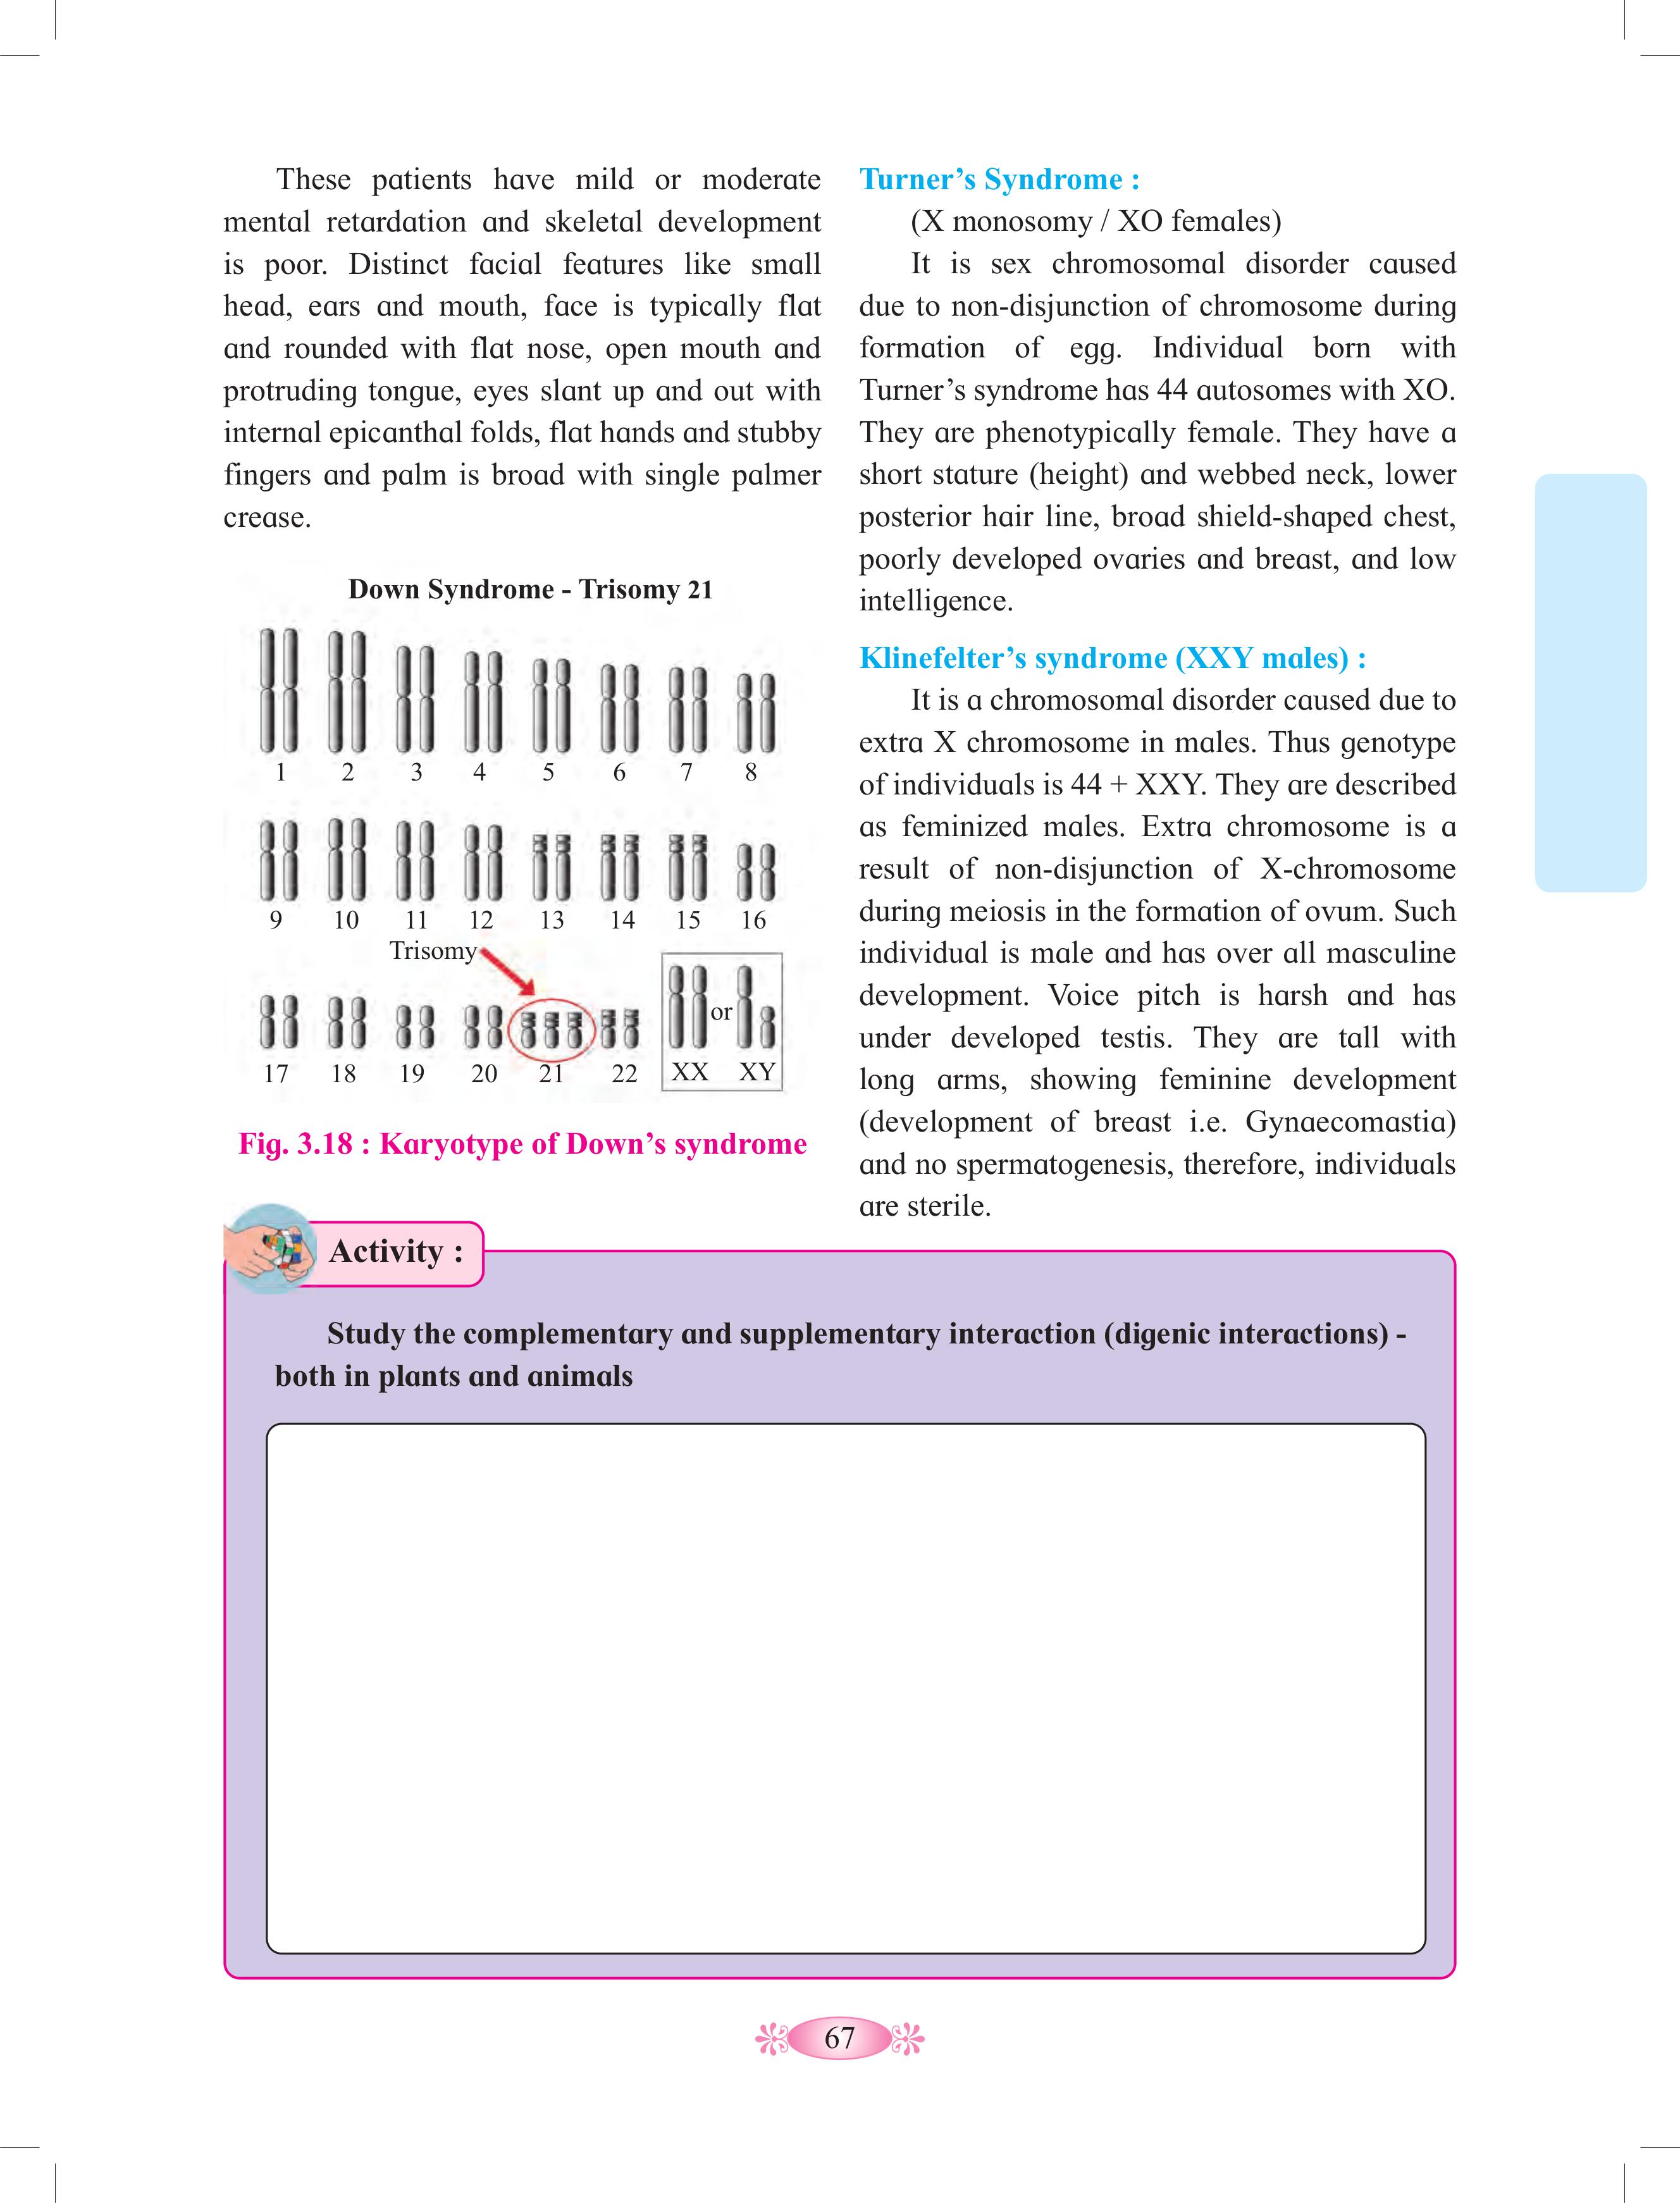 These patients have mild or moderate
mental retardation and skeletal development
is poor. Distinct facial features like small
head, ears and mouth, face is typically flat
and rounded with flat nose, open mouth and
protruding tongue, eyes slant up and out with
internal epicanthal folds, flat hands and stubby
fingers and palm is broad with single palmer
crease.
Down Syndrome - Trisomy 21
1 2 3 4 5 6 7 8
9 10 11 12 13 14 15 16
Trisomy
or
17 18 19 20 21 22 XX XY
Fig. 3.18 : Karyotype of Down’s syndrome
Turner’s Syndrome :
(X monosomy / XO females)
It is sex chromosomal disorder caused
due to non-disjunction of chromosome during
formation of egg. Individual born with
Turner’s syndrome has 44 autosomes with XO.
They are phenotypically female. They have a
short stature (height) and webbed neck, lower
posterior hair line, broad shield-shaped chest,
poorly developed ovaries and breast, and low
intelligence.
Klinefelter’s syndrome (XXY males) :
It is a chromosomal disorder caused due to
extra X chromosome in males. Thus genotype
of individuals is 44 + XXY. They are described
as feminized males. Extra chromosome is a
result of non-disjunction of X-chromosome
during meiosis in the formation of ovum. Such
individual is male and has over all masculine
development. Voice pitch is harsh and has
under developed testis. They are tall with
long arms, showing feminine development
(development of breast i.e. Gynaecomastia)
and no spermatogenesis, therefore, individuals
are sterile.
Activity :
Study the complementary and supplementary interaction (digenic interactions) -
both in plants and animals
67